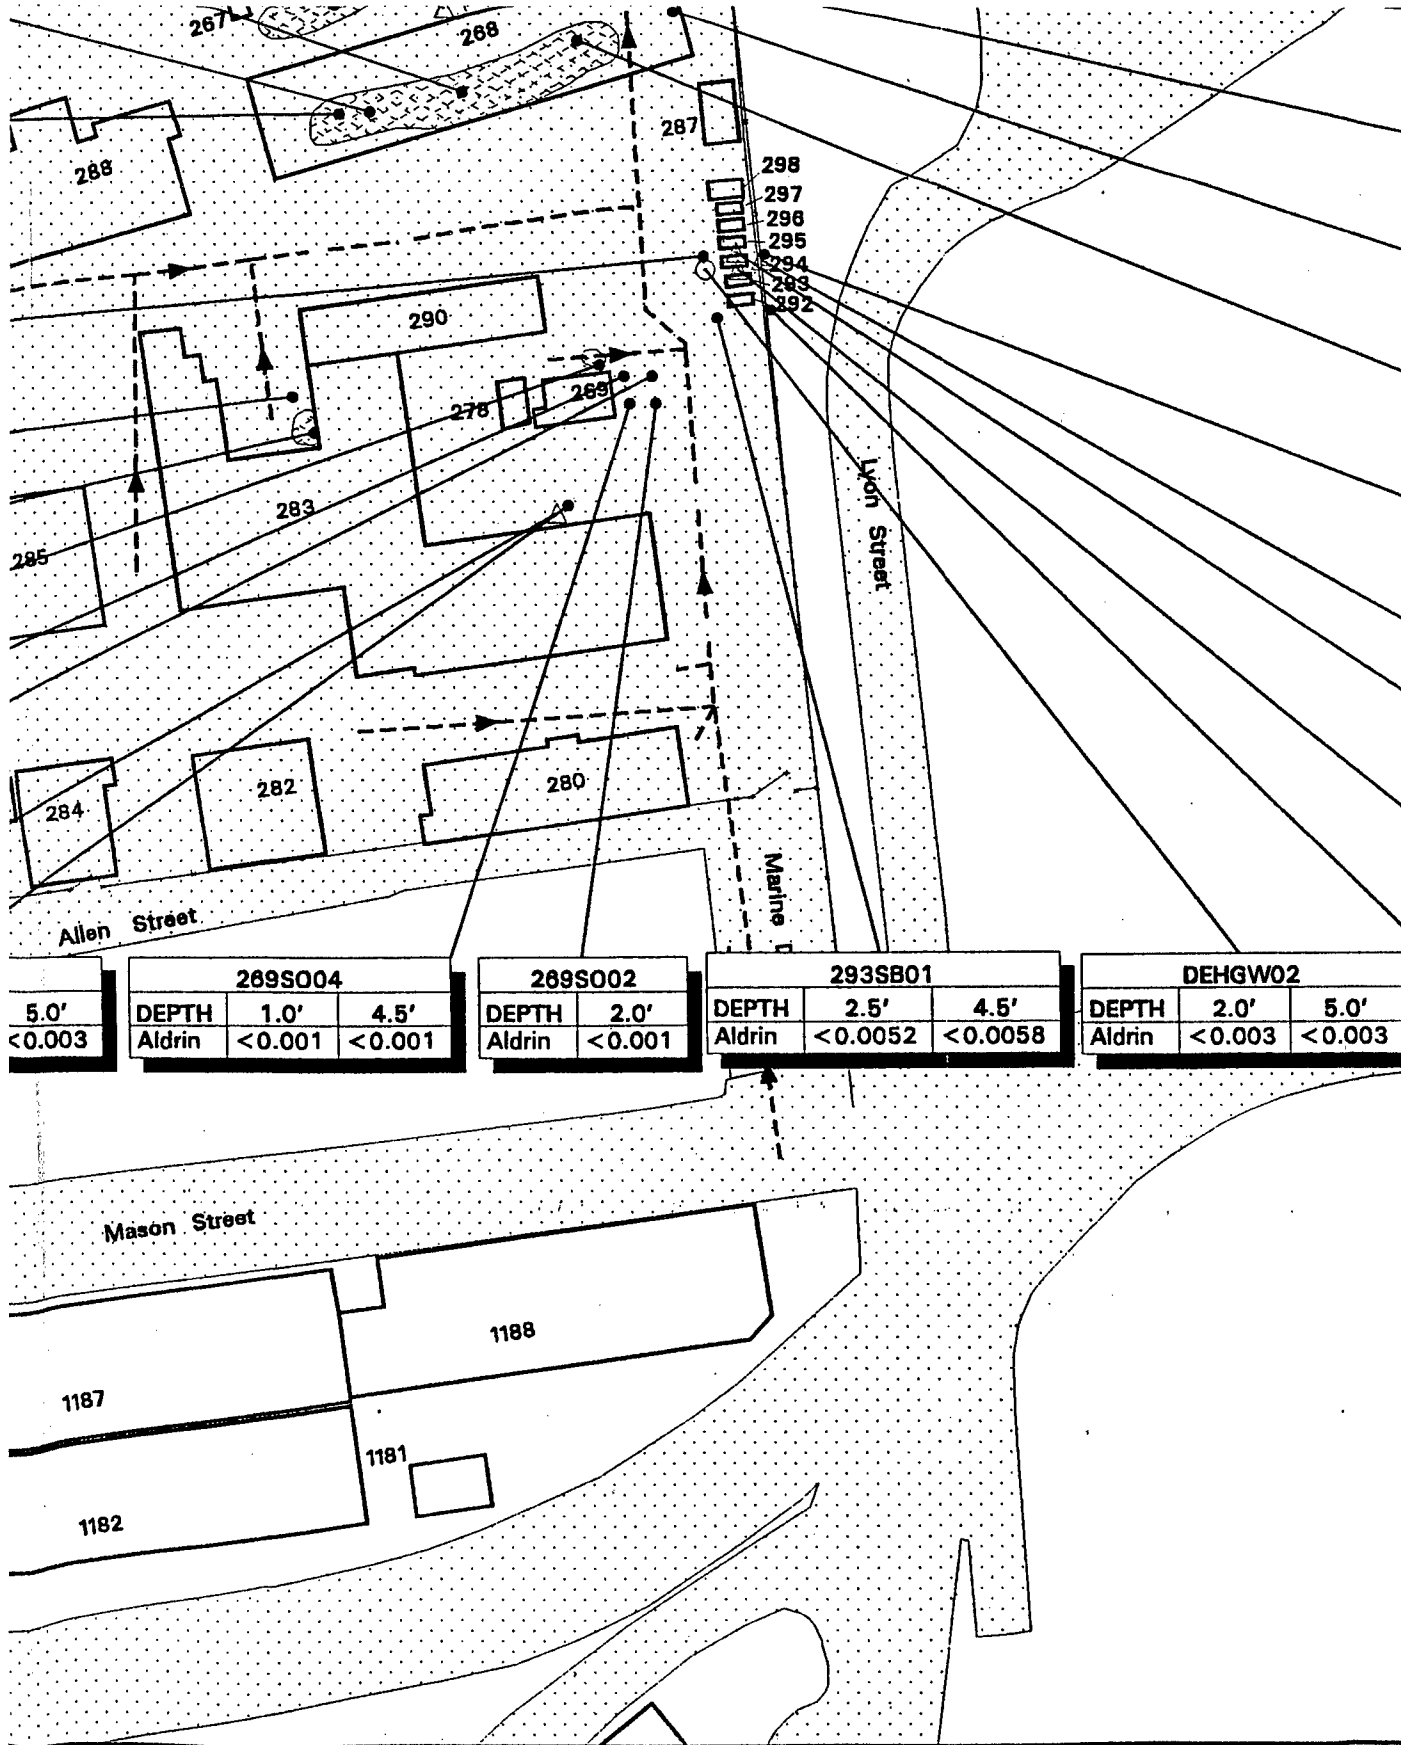 267
268
287
288
298
297
296
295
294
293
292
290
278
269
283
285
Lyon Street
284
282
280
Allen Street
Marine
5.0'
<0.003
269SO04
DEPTH 1.0' 4.5'
Aldrin <0.001 <0.001
269SO02
DEPTH 2.0'
Aldrin <0.001
293SB01
DEPTH 2.5' 4.5'
Aldrin <0.0052 <0.0058
DEHGW02
DEPTH 2.0' 5.0'
Aldrin <0.003 <0.003
Mason Street
1188
1187
1181
1182